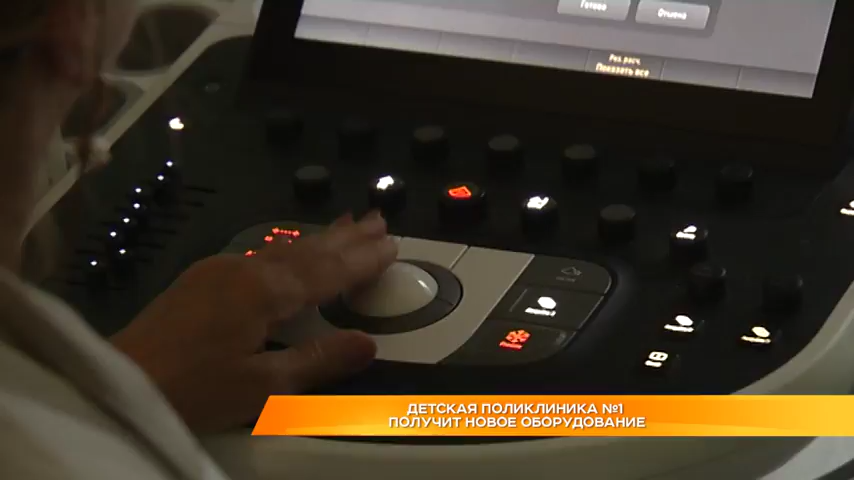 Готово
Отмена
Рез. расч.
Показать все
ДЕТСКАЯ ПОЛИКЛИНИКА №1
ПОЛУЧИТ НОВОЕ ОБОРУДОВАНИЕ